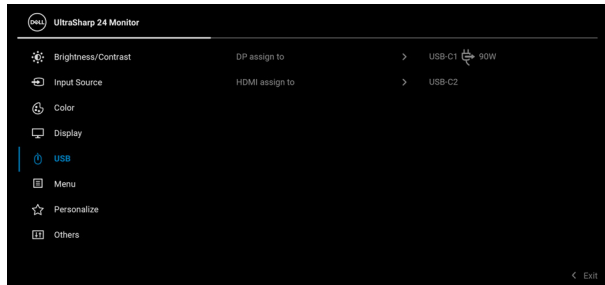 DELL UltraSharp 24 Monitor
Brightness/Contrast DP assign to > USB-C1 90W
Input Source HDMI assign to > USB-C2
Color
Display
USB
Menu
Personalize
Others
< Exit